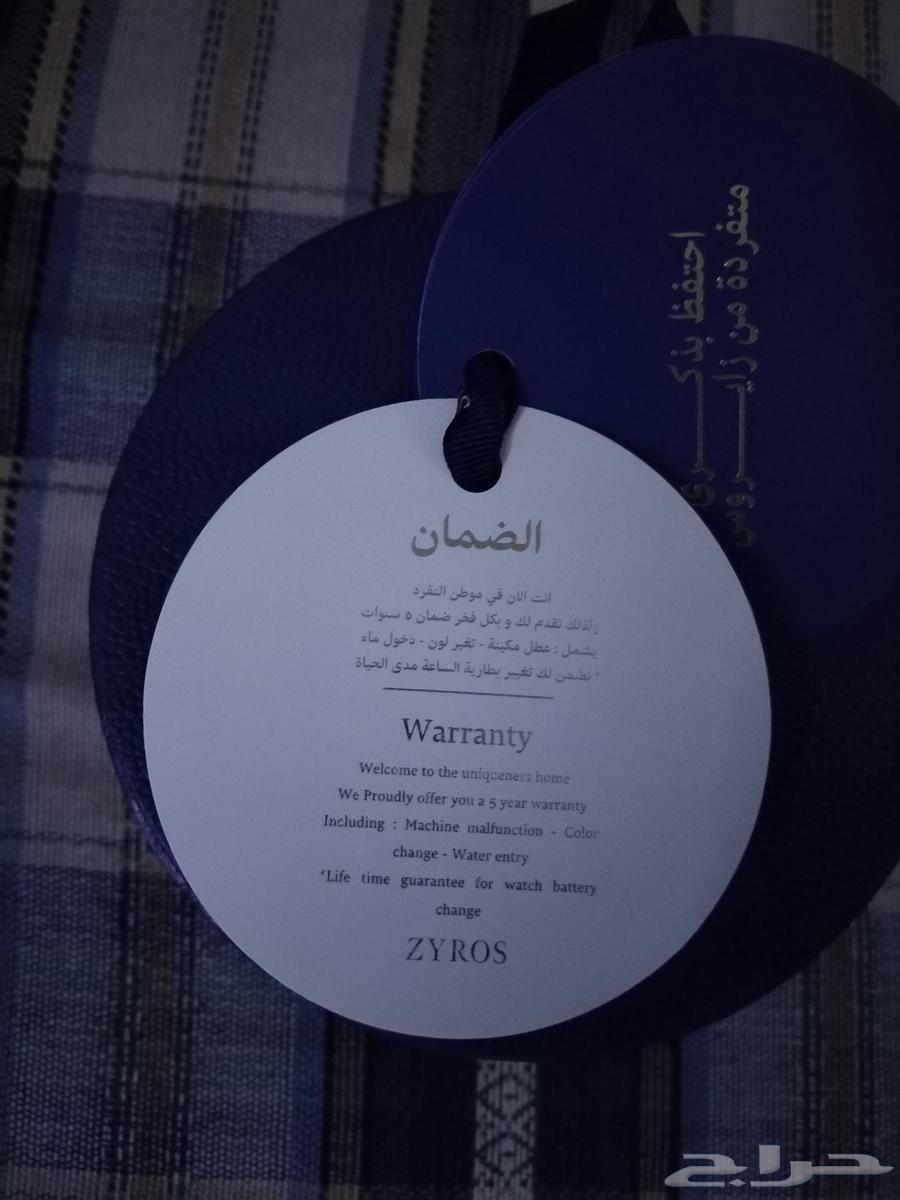 احتفظ بذكرى
متفردة من زايروس
الضمان
انت الان في موطن التفرد
ولذلك نقدم لك و بكل فخر ضمان ٥ سنوات
يشمل : عطل مكينة - تغير لون - دخول ماء
* نضمن لك تغيير بطارية الساعة مدى الحياة
Warranty
Welcome to the uniqueness home
We Proudly offer you a 5 year warranty
Including : Machine malfunction - Color
change - Water entry
*Life time guarantee for watch battery
change
ZYROS
حراج